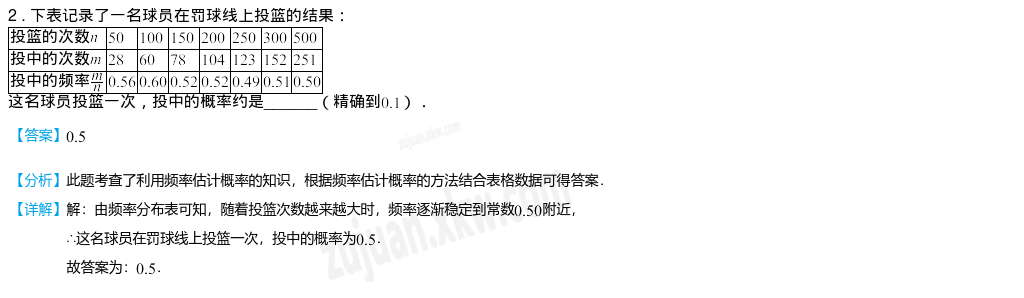 2．下表记录了一名球员在罚球线上投篮的结果：
投篮的次数n 50 100 150 200 250 300 500
投中的次数m 28 60 78 104 123 152 251
投中的频率m/n 0.56 0.60 0.52 0.52 0.49 0.51 0.50
这名球员投篮一次，投中的概率约是______（精确到0.1）．
【答案】0.5
【分析】此题考查了利用频率估计概率的知识，根据频率估计概率的方法结合表格数据可得答案．
【详解】解：由频率分布表可知，随着投篮次数越来越大时，频率逐渐稳定到常数0.50附近，
∴这名球员在罚球线上投篮一次，投中的概率为0.5．
故答案为：0.5．
zujuan.xkw.com
zujuan.xkw.com